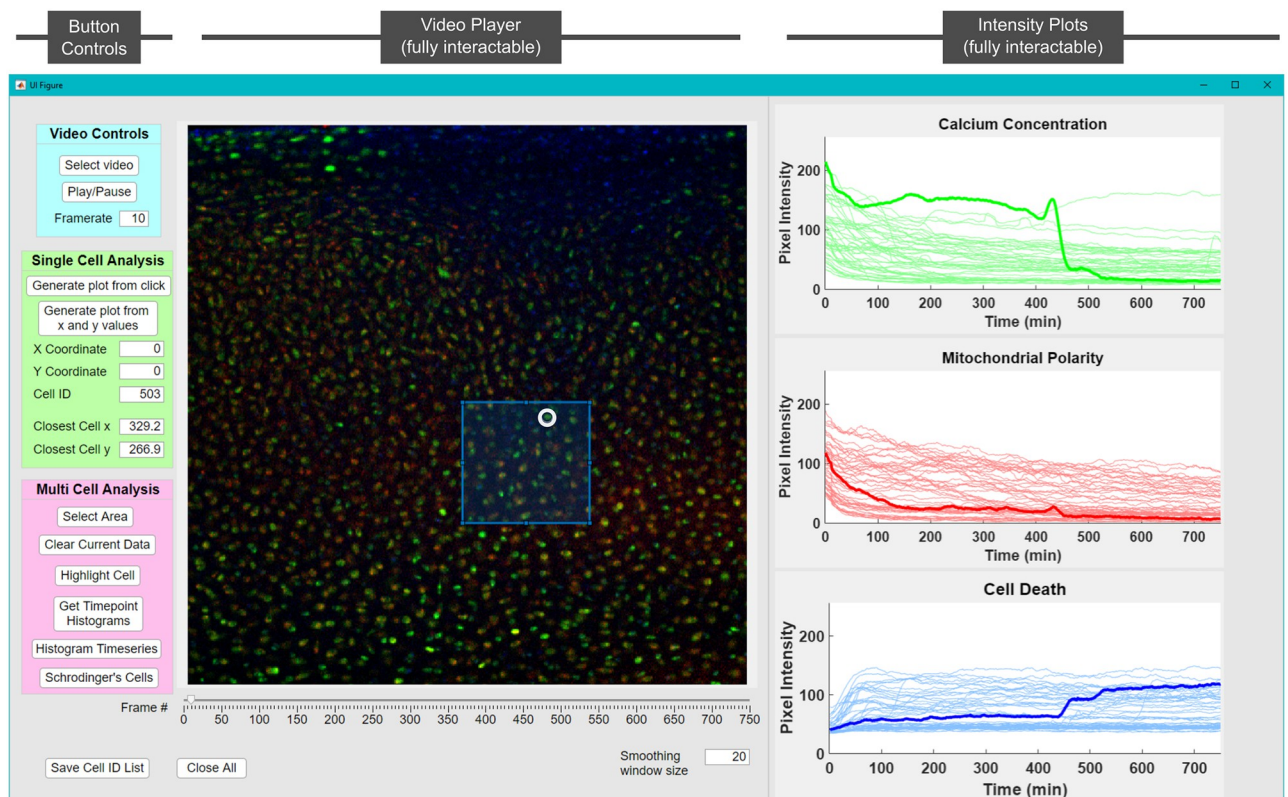 Button
Controls
Video Player
(fully interactable)
Intensity Plots
(fully interactable)
UI Figure
Video Controls
Select video
Play/Pause
Framerate 10
Single Cell Analysis
Generate plot from click
Generate plot from
x and y values
X Coordinate 0
Y Coordinate 0
Cell ID 503
Closest Cell x 329.2
Closest Cell y 266.9
Multi Cell Analysis
Select Area
Clear Current Data
Highlight Cell
Get Timepoint
Histograms
Histogram Timeseries
Schrodinger's Cells
Frame #
0 50 100 150 200 250 300 350 400 450 500 550 600 650 700 750
Save Cell ID List
Close All
Smoothing
window size
20
Calcium Concentration
Pixel Intensity
200
100
0
0 100 200 300 400 500 600 700
Time (min)
Mitochondrial Polarity
Pixel Intensity
200
100
0
0 100 200 300 400 500 600 700
Time (min)
Cell Death
Pixel Intensity
200
100
0
0 100 200 300 400 500 600 700
Time (min)